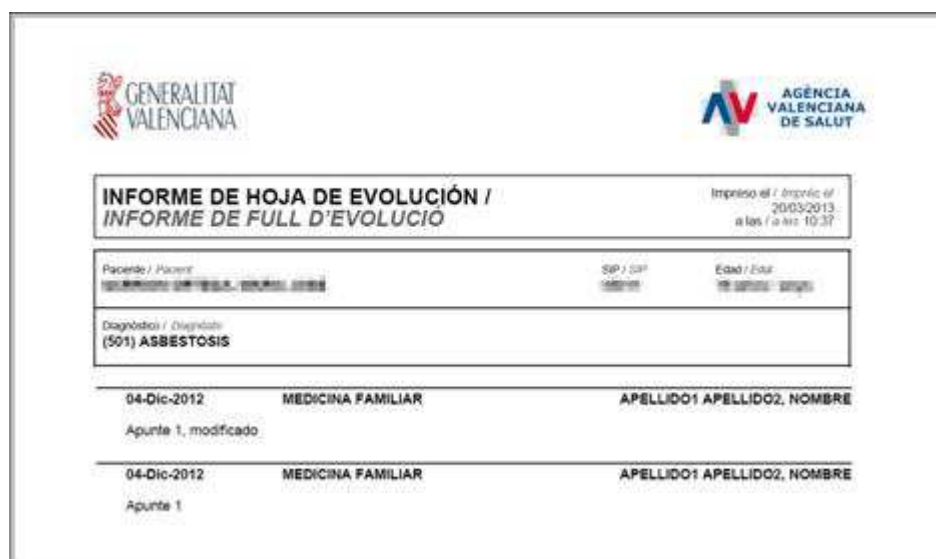 GENERALITAT
VALENCIANA
AGÈNCIA
VALENCIANA
DE SALUT
INFORME DE HOJA DE EVOLUCIÓN /
INFORME DE FULL D'EVOLUCIÓ
Impreso el / Imprès el
20/03/2013
a las / a les 10:37
Paciente / Pacient
SIP / SIP
Edad / Edat
Diagnóstico / Diagnòstic
(501) ASBESTOSIS
04-Dic-2012 MEDICINA FAMILIAR APELLIDO1 APELLIDO2, NOMBRE
Apunte 1, modificado
04-Dic-2012 MEDICINA FAMILIAR APELLIDO1 APELLIDO2, NOMBRE
Apunte 1